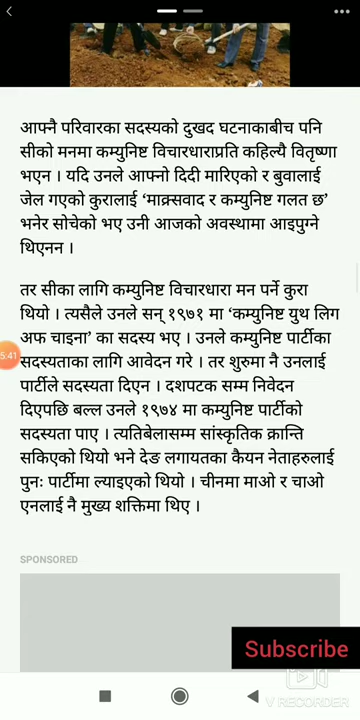 आफ्नै परिवारका सदस्यको दुखद घटनाकाबीच पनि
सीको मनमा कम्युनिष्ट विचारधाराप्रति कहिल्यै वितृष्णा
भएन । यदि उनले आफ्नो दिदी मारिएको र बुवालाई
जेल गएको कुरालाई ‘माक्र्सवाद र कम्युनिष्ट गलत छ’
भनेर सोचेको भए उनी आजको अवस्थामा आइपुग्ने
थिएनन ।
तर सीका लागि कम्युनिष्ट विचारधारा मन पर्ने कुरा
थियो । त्यसैले उनले सन् १९७१ मा ‘कम्युनिष्ट युथ लिग
अफ चाइना’ का सदस्य भए । उनले कम्युनिष्ट पार्टीका
5:41
सदस्यताका लागि आवेदन गरे । तर शुरुमा नै उनलाई
पार्टीले सदस्यता दिएन । दशपटक सम्म निवेदन
दिएपछि बल्ल उनले १९७४ मा कम्युनिष्ट पार्टीको
सदस्यता पाए । त्यतिबेलासम्म सांस्कृतिक क्रान्ति
सकिएको थियो भने देङ लगायतका कैयन नेताहरुलाई
पुनः पार्टीमा ल्याइएको थियो । चीनमा माओ र चाओ
एनलाई नै मुख्य शक्तिमा थिए ।
SPONSORED
Subscribe
V RECORDER